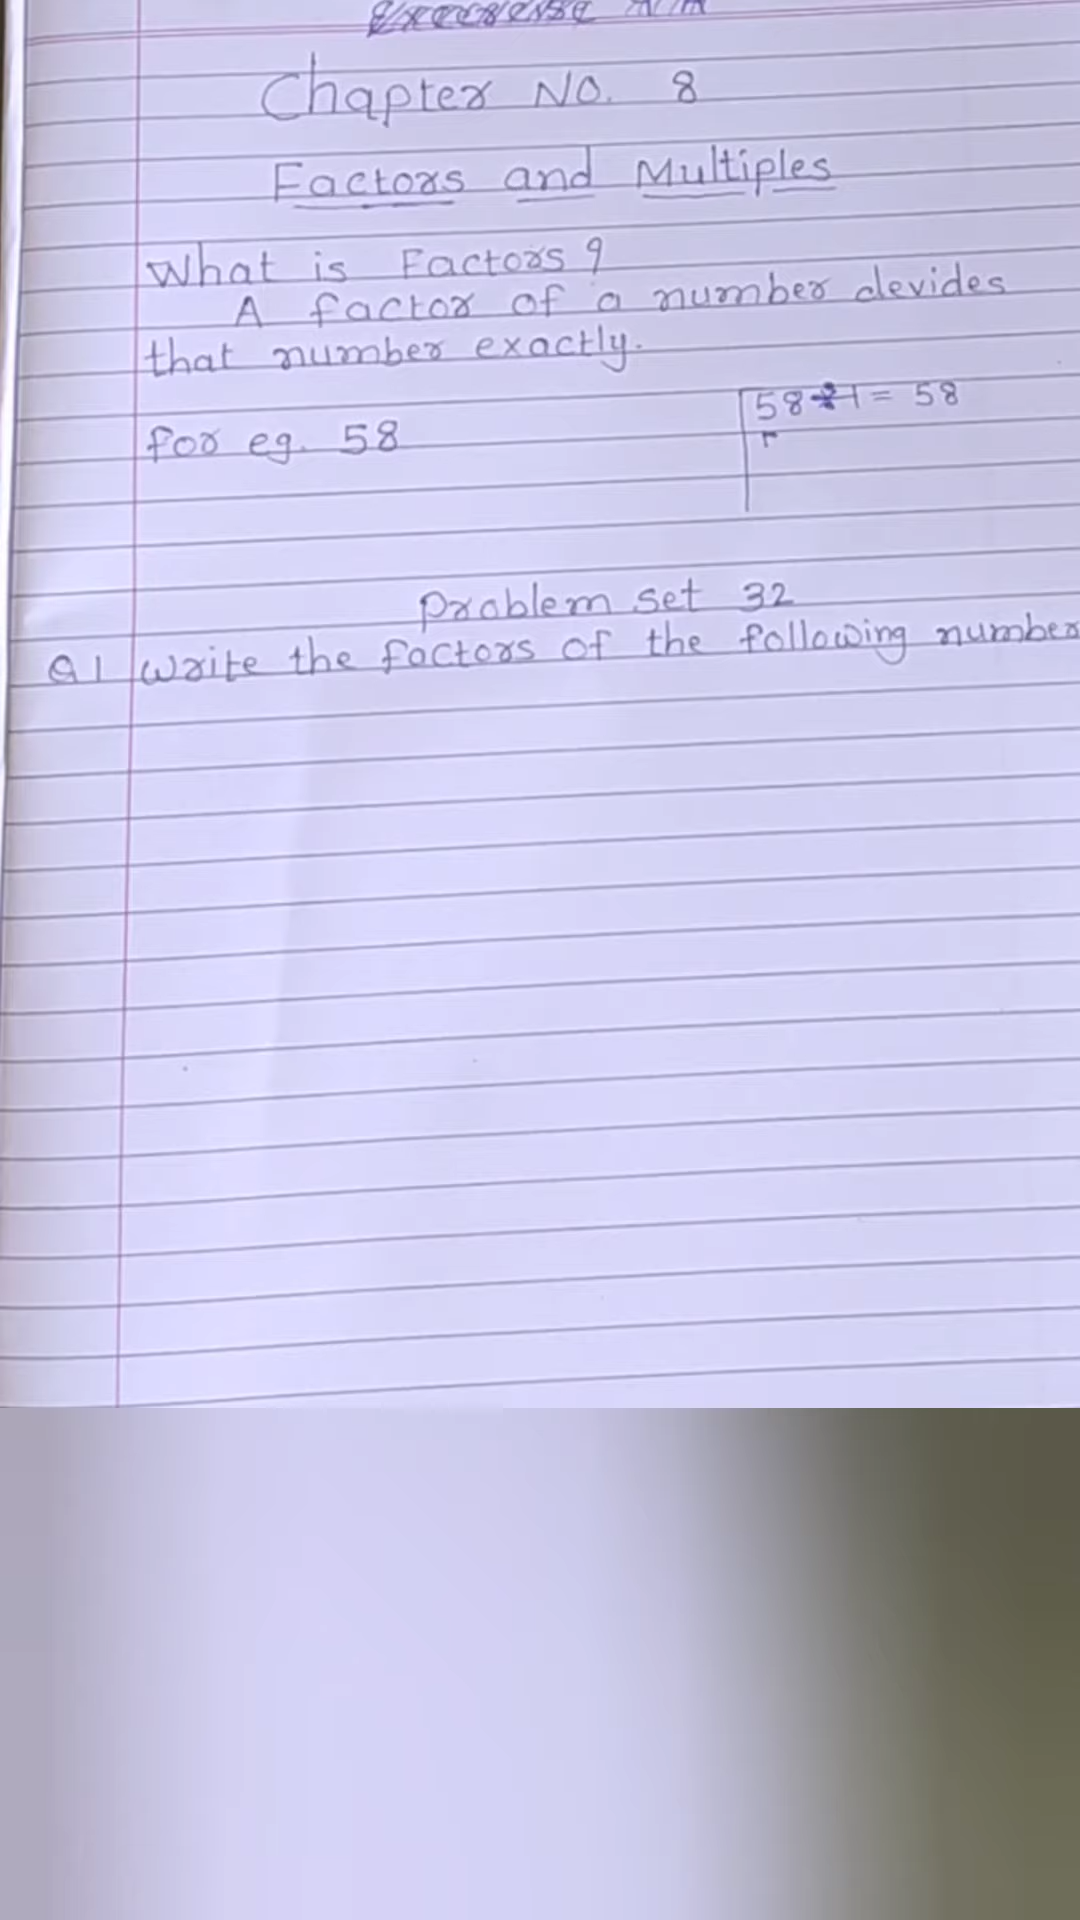 Exercise
Chapter No. 8
Factors and Multiples
What is Factors ?
A factor of a number devides
that number exactly.
58 ÷ 1 = 58
for eg. 58
Problem set 32
Q1 Write the factors of the following number